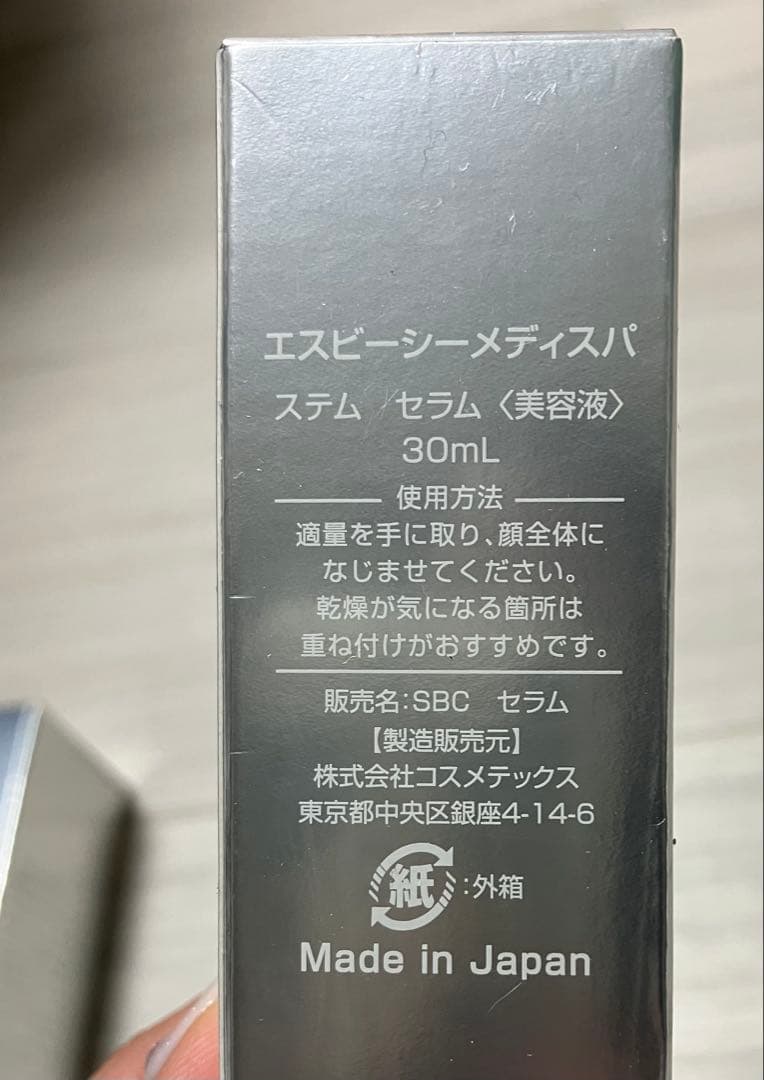 エスビーシーメディスパ
ステム　セラム〈美容液〉
30mL
使用方法
適量を手に取り、顔全体に
なじませてください。
乾燥が気になる箇所は
重ね付けがおすすめです。
販売名：SBC　セラム
【製造販売元】
株式会社コスメテックス
東京都中央区銀座4-14-6
紙：外箱
Made in Japan